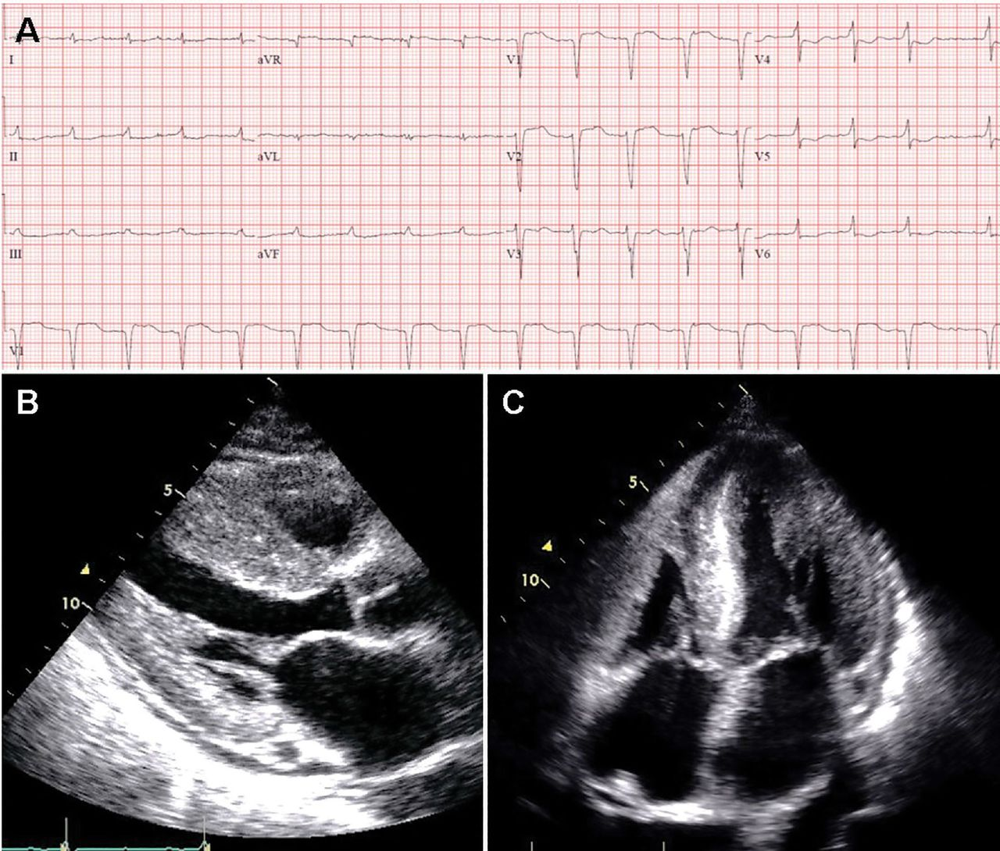 A
I aVR V1 V4
II aVL V2 V5
III aVF V3 V6
V1
B
5
10
C
5
10